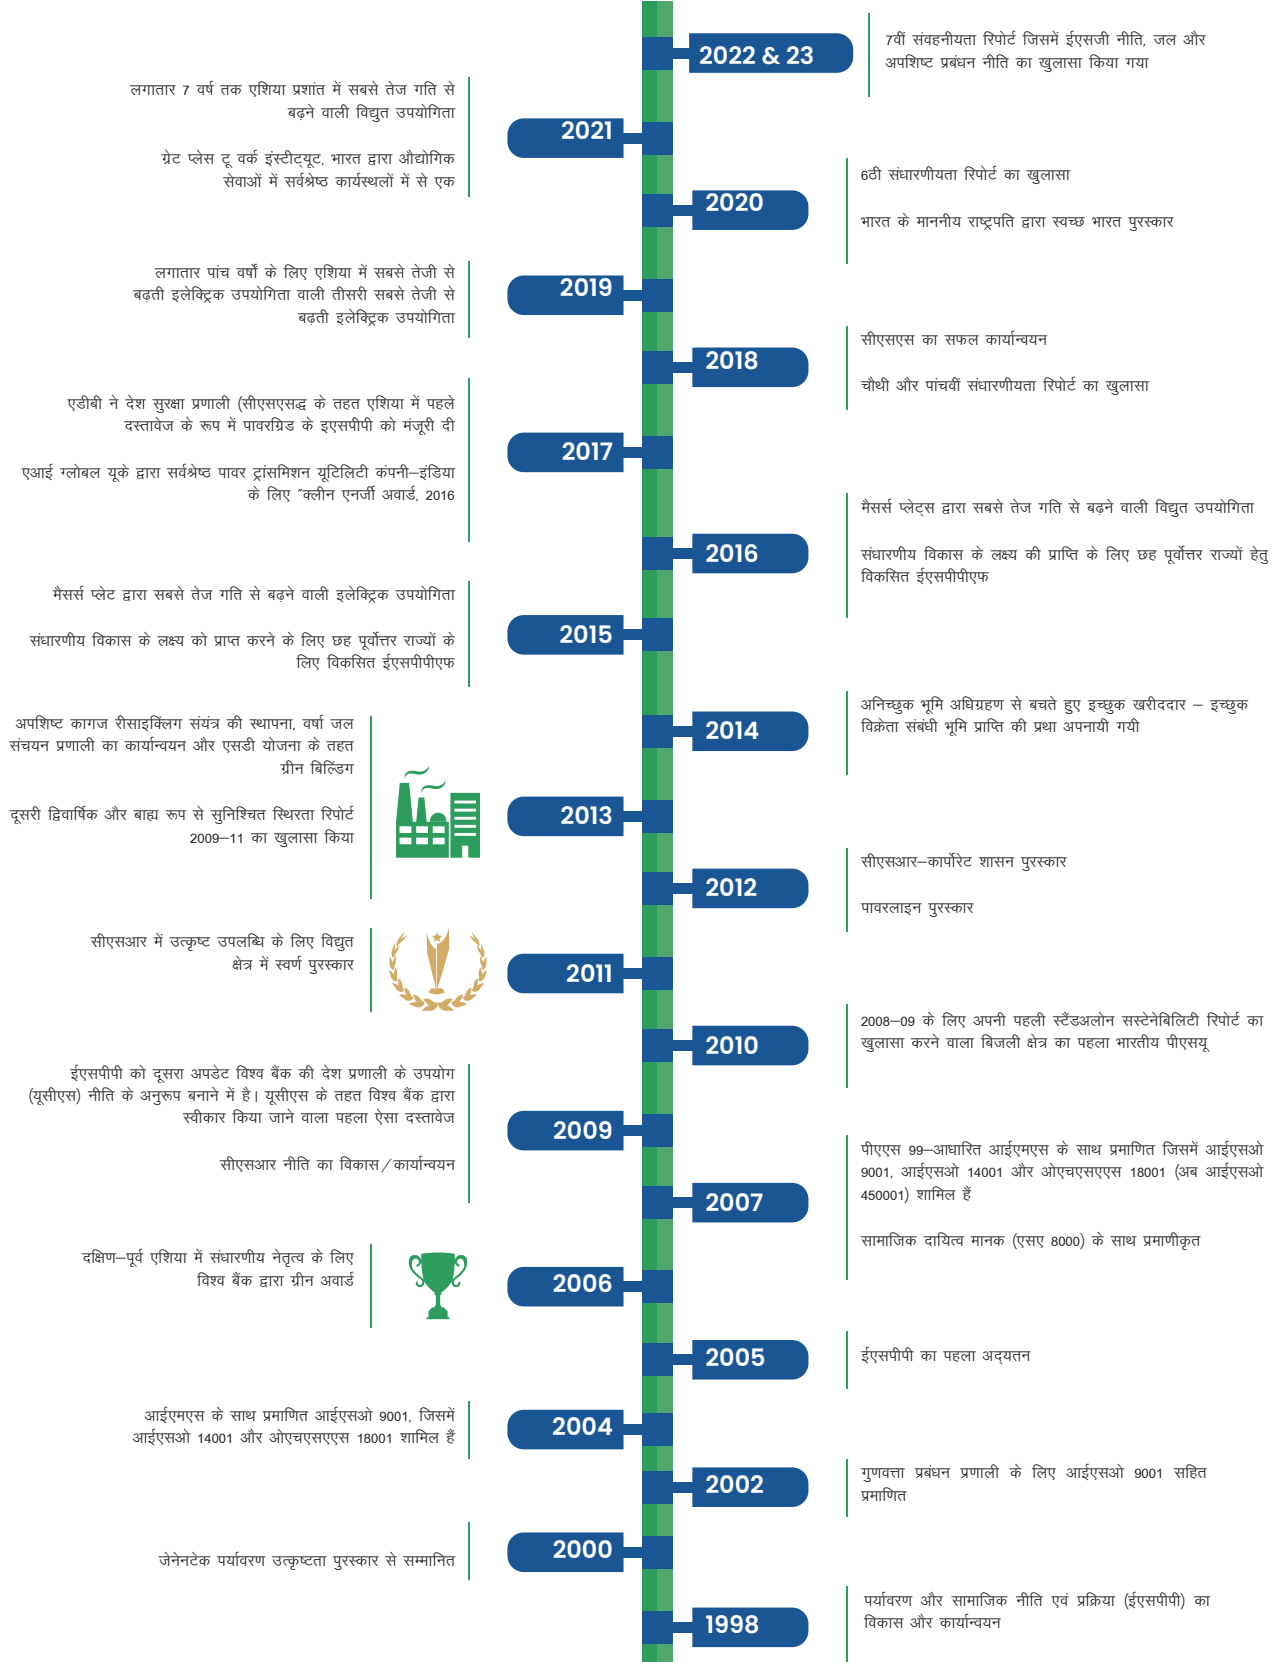 2022 & 23
7वीं संवहनीयता रिपोर्ट जिसमें ईएसजी नीति, जल और
अपशिष्ट प्रबंधन नीति का खुलासा किया गया
लगातार 7 वर्ष तक एशिया प्रशांत में सबसे तेज गति से
बढ़ने वाली विद्युत उपयोगिता
ग्रेट प्लेस टू वर्क इंस्टीट्यूट, भारत द्वारा औद्योगिक
सेवाओं में सर्वश्रेष्ठ कार्यस्थलों में से एक
2021
2020
6ठी संधारणीयता रिपोर्ट का खुलासा
भारत के माननीय राष्ट्रपति द्वारा स्वच्छ भारत पुरस्कार
लगातार पांच वर्षों के लिए एशिया में सबसे तेजी से
बढ़ती इलेक्ट्रिक उपयोगिता वाली तीसरी सबसे तेजी से
बढ़ती इलेक्ट्रिक उपयोगिता
2019
2018
सीएसएस का सफल कार्यान्वयन
चौथी और पांचवीं संधारणीयता रिपोर्ट का खुलासा
एडीबी ने देश सुरक्षा प्रणाली (सीएसएसद्ध के तहत एशिया में पहले
दस्तावेज के रूप में पावरग्रिड के इएसपीपी को मंजूरी दी
एआई ग्लोबल यूके द्वारा सर्वश्रेष्ठ पावर ट्रांसमिशन यूटिलिटी कंपनी–इंडिया
के लिए "क्लीन एनर्जी अवार्ड, 2016
2017
2016
मैसर्स प्लेट्स द्वारा सबसे तेज गति से बढ़ने वाली विद्युत उपयोगिता
संधारणीय विकास के लक्ष्य की प्राप्ति के लिए छह पूर्वोत्तर राज्यों हेतु
विकसित ईएसपीपीएफ
मैसर्स प्लेट द्वारा सबसे तेज गति से बढ़ने वाली इलेक्ट्रिक उपयोगिता
संधारणीय विकास के लक्ष्य को प्राप्त करने के लिए छह पूर्वोत्तर राज्यों के
लिए विकसित ईएसपीपीएफ
2015
2014
अनिच्छुक भूमि अधिग्रहण से बचते हुए इच्छुक खरीददार – इच्छुक
विक्रेता संबंधी भूमि प्राप्ति की प्रथा अपनायी गयी
अपशिष्ट कागज रीसाइक्लिंग संयंत्र की स्थापना, वर्षा जल
संचयन प्रणाली का कार्यान्वयन और एसडी योजना के तहत
ग्रीन बिल्डिंग
दूसरी द्विवार्षिक और बाह्य रूप से सुनिश्चित स्थिरता रिपोर्ट
2009–11 का खुलासा किया
2013
2012
सीएसआर–कार्पोरेट शासन पुरस्कार
पावरलाइन पुरस्कार
सीएसआर में उत्कृष्ट उपलब्धि के लिए विद्युत
क्षेत्र में स्वर्ण पुरस्कार
2011
2010
2008–09 के लिए अपनी पहली स्टैंडअलोन सस्टेनेबिलिटी रिपोर्ट का
खुलासा करने वाला बिजली क्षेत्र का पहला भारतीय पीएसयू
ईएसपीपी को दूसरा अपडेट विश्व बैंक की देश प्रणाली के उपयोग
(यूसीएस) नीति के अनुरूप बनाने में है। यूसीएस के तहत विश्व बैंक द्वारा
स्वीकार किया जाने वाला पहला ऐसा दस्तावेज
सीएसआर नीति का विकास/कार्यान्वयन
2009
2007
पीएएस 99–आधारित आईएमएस के साथ प्रमाणित जिसमें आईएसओ
9001, आईएसओ 14001 और ओएचएसएएस 18001 (अब आईएसओ
450001) शामिल हैं
सामाजिक दायित्व मानक (एसए 8000) के साथ प्रमाणीकृत
दक्षिण–पूर्व एशिया में संधारणीय नेतृत्व के लिए
विश्व बैंक द्वारा ग्रीन अवार्ड
2006
2005
ईएसपीपी का पहला अद्यतन
आईएमएस के साथ प्रमाणित आईएसओ 9001, जिसमें
आईएसओ 14001 और ओएचएसएएस 18001 शामिल हैं
2004
2002
गुणवत्ता प्रबंधन प्रणाली के लिए आईएसओ 9001 सहित
प्रमाणित
जेनेनटेक पर्यावरण उत्कृष्टता पुरस्कार से सम्मानित
2000
1998
पर्यावरण और सामाजिक नीति एवं प्रक्रिया (ईएसपीपी) का
विकास और कार्यान्वयन